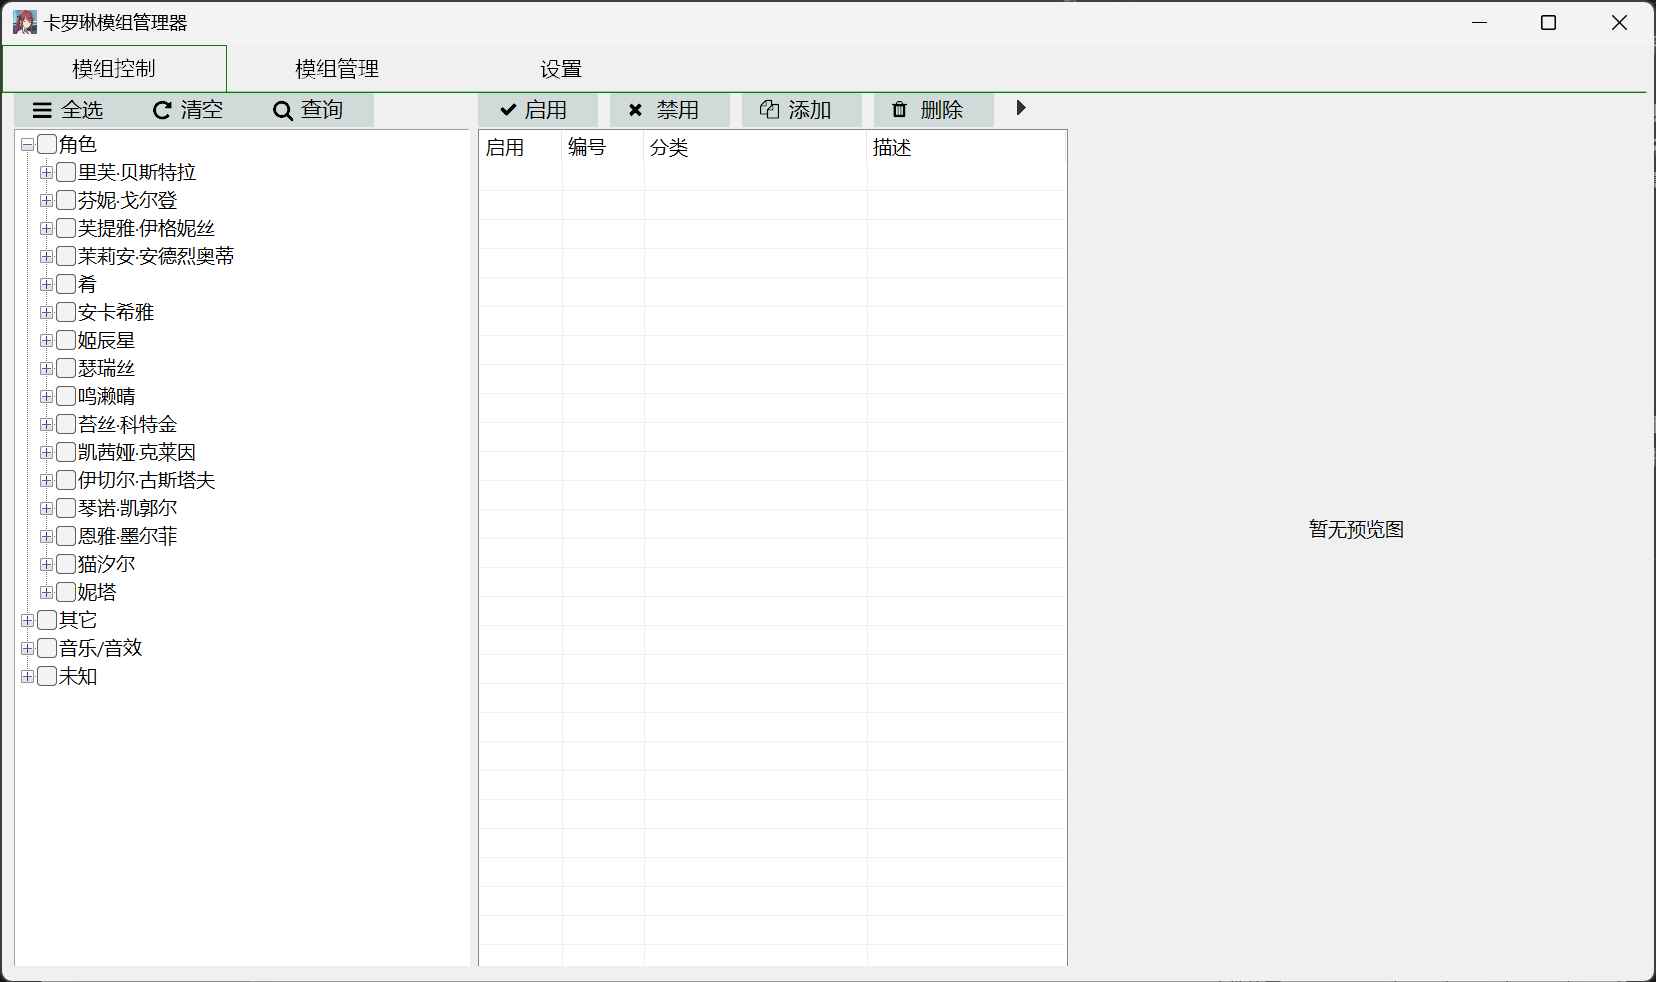 卡罗琳模组管理器
模组控制 模组管理 设置
全选 清空 查询 启用 禁用 添加 删除
启用 编号 分类 描述
角色
里芙·贝斯特拉
芬妮·戈尔登
芙提雅·伊格妮丝
茉莉安·安德烈奥蒂
肴
安卡希雅
姬辰星
瑟瑞丝
鸣濑晴
苔丝·科特金
凯茜娅·克莱因
伊切尔·古斯塔夫
琴诺·凯郭尔
恩雅·墨尔菲
猫汐尔
妮塔
其它
音乐/音效
未知
暂无预览图